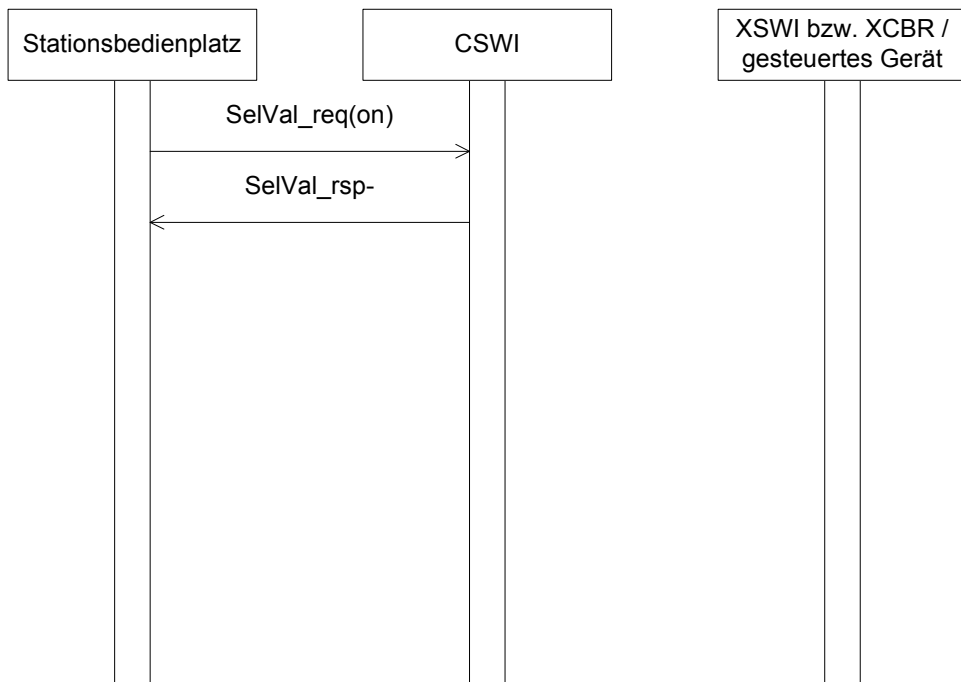 Stationsbedienplatz
CSWI
XSWI bzw. XCBR /
gesteuertes Gerät
SelVal_req(on)
SelVal_rsp-